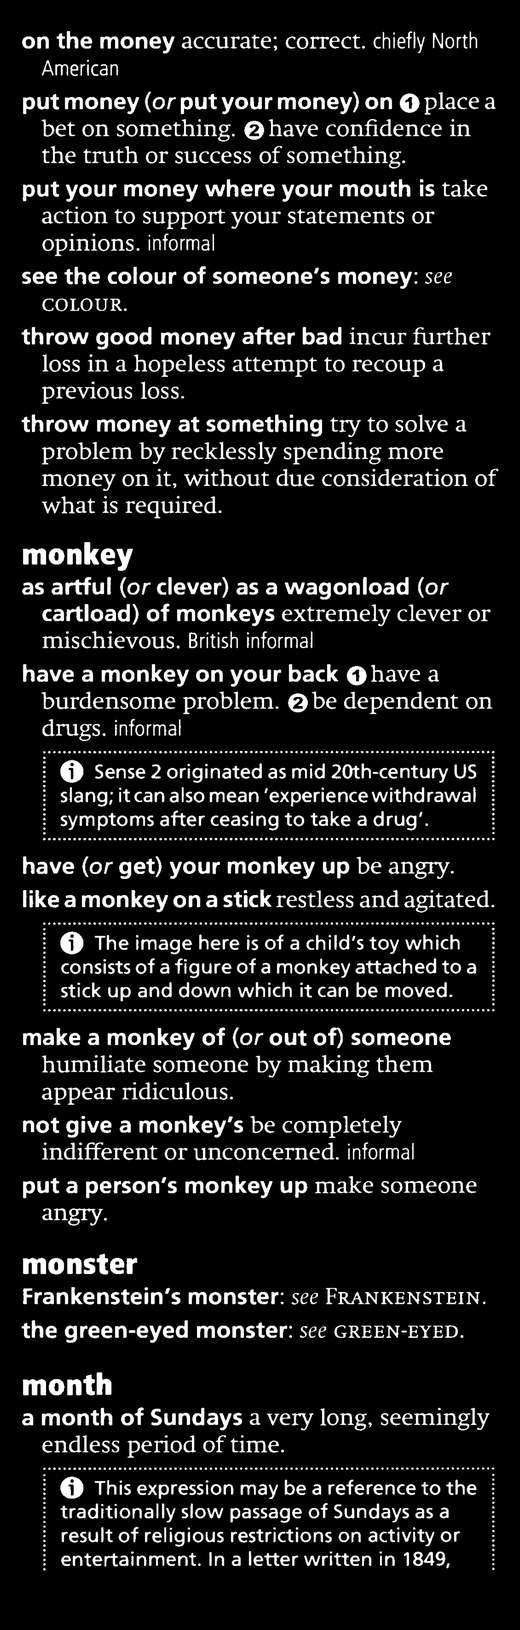 on the money accurate; correct. chiefly North
American
put money (or put your money) on ❶ place a
bet on something. ❷ have confidence in
the truth or success of something.
put your money where your mouth is take
action to support your statements or
opinions. informal
see the colour of someone's money: see
COLOUR.
throw good money after bad incur further
loss in a hopeless attempt to recoup a
previous loss.
throw money at something try to solve a
problem by recklessly spending more
money on it, without due consideration of
what is required.
monkey
as artful (or clever) as a wagonload (or
cartload) of monkeys extremely clever or
mischievous. British informal
have a monkey on your back ❶ have a
burdensome problem. ❷ be dependent on
drugs. informal
i Sense 2 originated as mid 20th-century US
slang; it can also mean 'experience withdrawal
symptoms after ceasing to take a drug'.
have (or get) your monkey up be angry.
like a monkey on a stick restless and agitated.
i The image here is of a child's toy which
consists of a figure of a monkey attached to a
stick up and down which it can be moved.
make a monkey of (or out of) someone
humiliate someone by making them
appear ridiculous.
not give a monkey's be completely
indifferent or unconcerned. informal
put a person's monkey up make someone
angry.
monster
Frankenstein's monster: see FRANKENSTEIN.
the green-eyed monster: see GREEN-EYED.
month
a month of Sundays a very long, seemingly
endless period of time.
i This expression may be a reference to the
traditionally slow passage of Sundays as a
result of religious restrictions on activity or
entertainment. In a letter written in 1849,